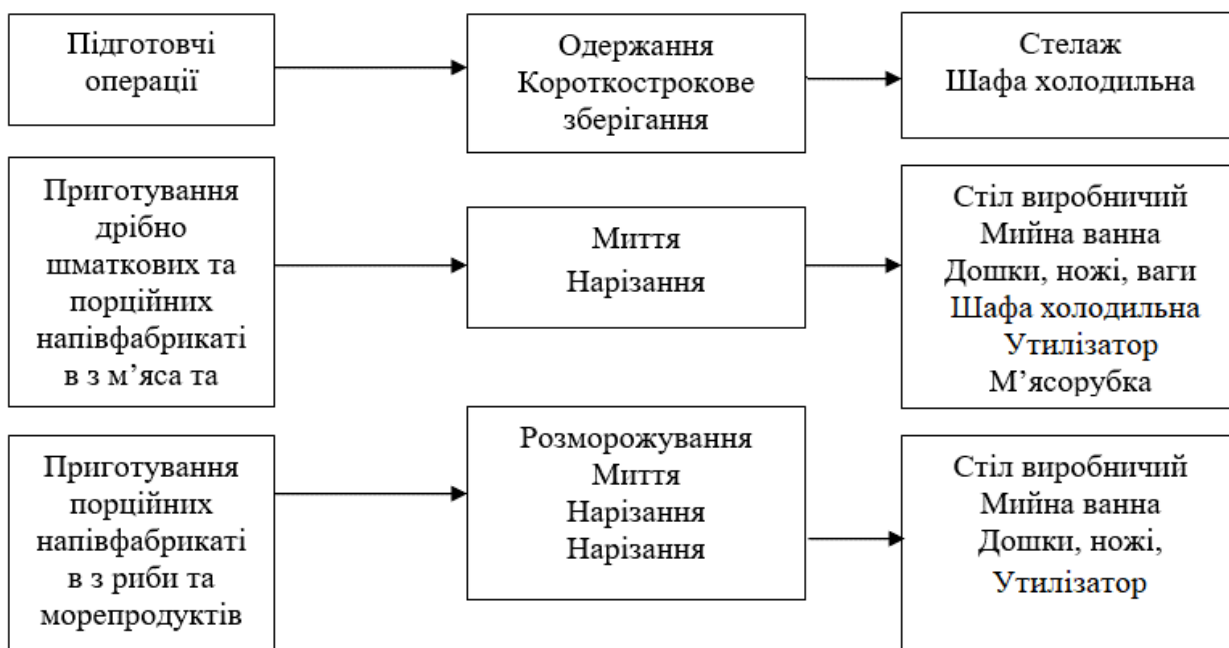 Підготовчі
операції
Одержання
Короткострокове
зберігання
Стелаж
Шафа холодильна
Приготування
дрібно
шматкових та
порційних
напівфабрикаті
в з м’яса та
Миття
Нарізання
Стіл виробничий
Мийна ванна
Дошки, ножі, ваги
Шафа холодильна
Утилізатор
М’ясорубка
Приготування
порційних
напівфабрикаті
в з риби та
морепродуктів
Розморожування
Миття
Нарізання
Нарізання
Стіл виробничий
Мийна ванна
Дошки, ножі,
Утилізатор